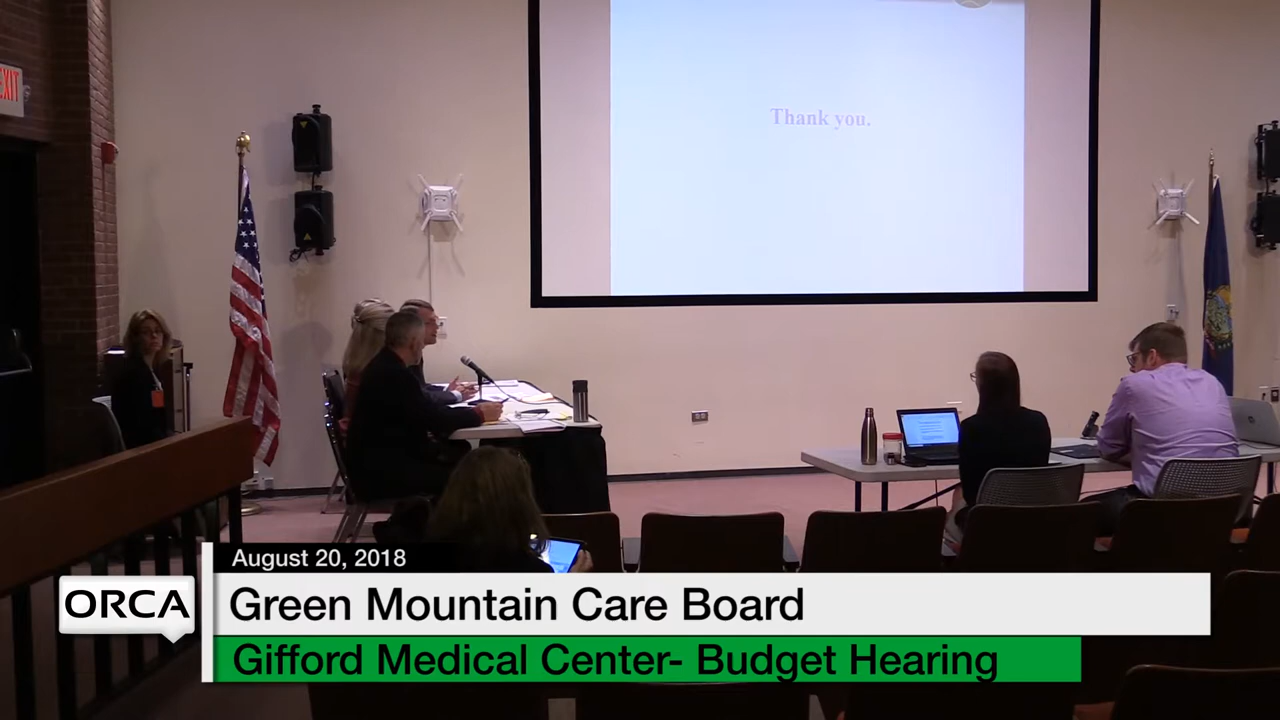 EXIT
Thank you.
August 20, 2018
ORCA
Green Mountain Care Board
Gifford Medical Center- Budget Hearing